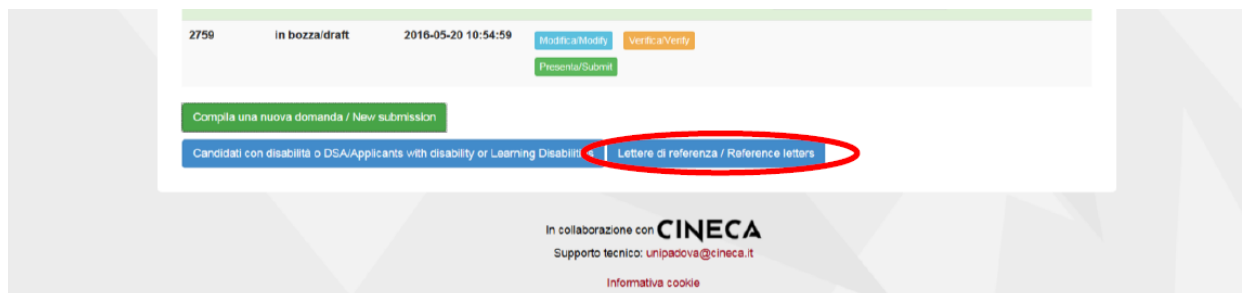 2759 in bozza/draft 2016-05-20 10:54:59 Modifica/Modify Verifica/Verify
Presenta/Submit
Compila una nuova domanda / New submission
Candidati con disabilità o DSA/Applicants with disability or Learning Disabilities Lettere di referenza / Reference letters
In collaborazione con CINECA
Supporto tecnico: unipadova@cineca.it
Informativa cookie